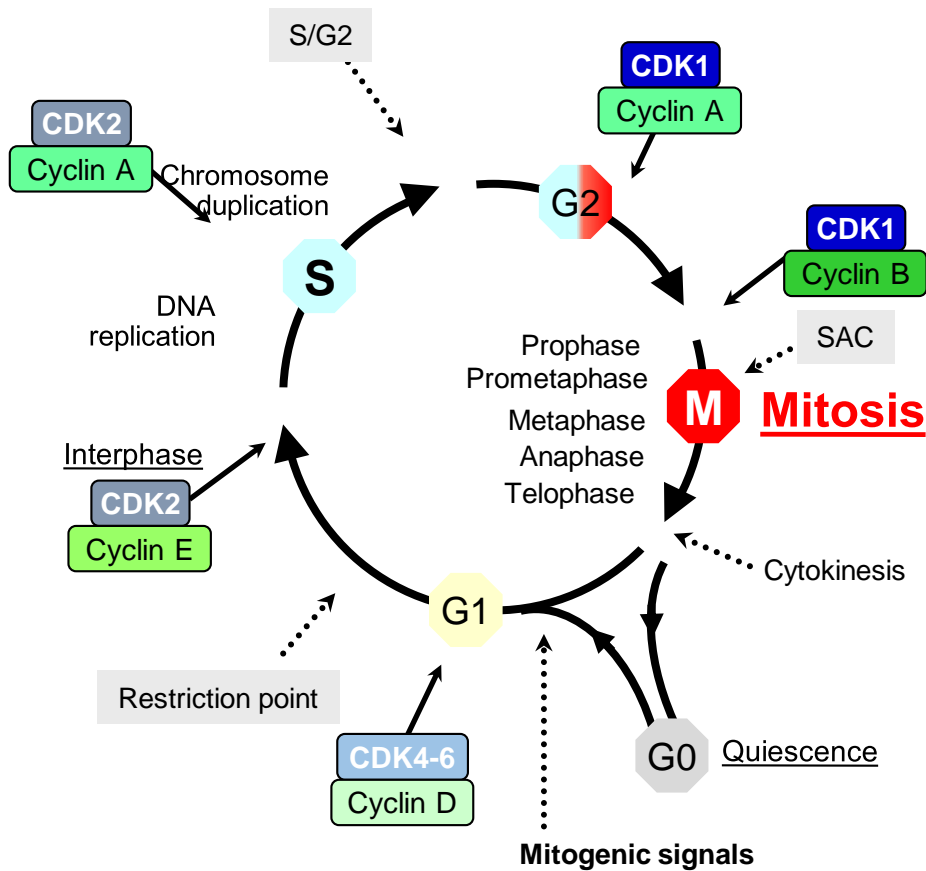 S/G2
CDK1
Cyclin A
CDK2
Cyclin A
Chromosome
duplication
G2
CDK1
Cyclin B
S
DNA
replication
SAC
Prophase
Prometaphase
Metaphase
Anaphase
Telophase
M
Mitosis
Interphase
CDK2
Cyclin E
Cytokinesis
G1
Restriction point
CDK4-6
Cyclin D
G0
Quiescence
Mitogenic signals